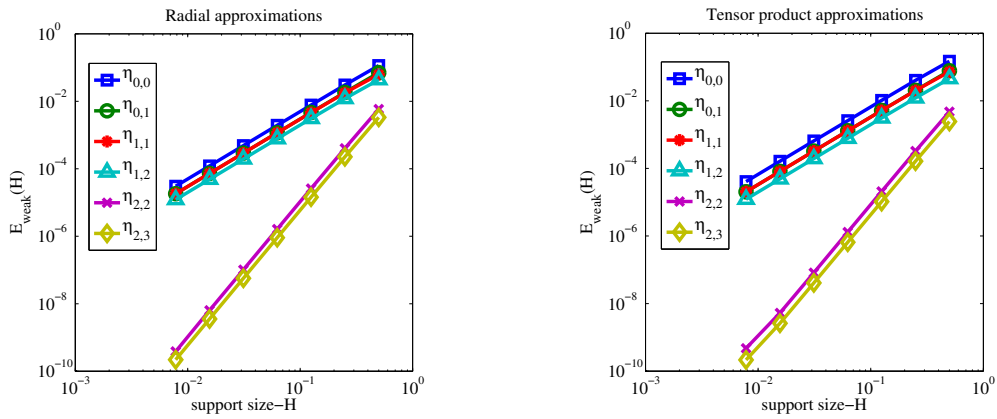 Radial approximations
10^0
10^−2
10^−4
10^−6
10^−8
10^−10
E_weak(H)
η_0,0
η_0,1
η_1,1
η_1,2
η_2,2
η_2,3
10^−3
10^−2
10^−1
10^0
support size−H
Tensor product approximations
10^0
10^−2
10^−4
10^−6
10^−8
10^−10
E_weak(H)
η_0,0
η_0,1
η_1,1
η_1,2
η_2,2
η_2,3
10^−3
10^−2
10^−1
10^0
support size−H